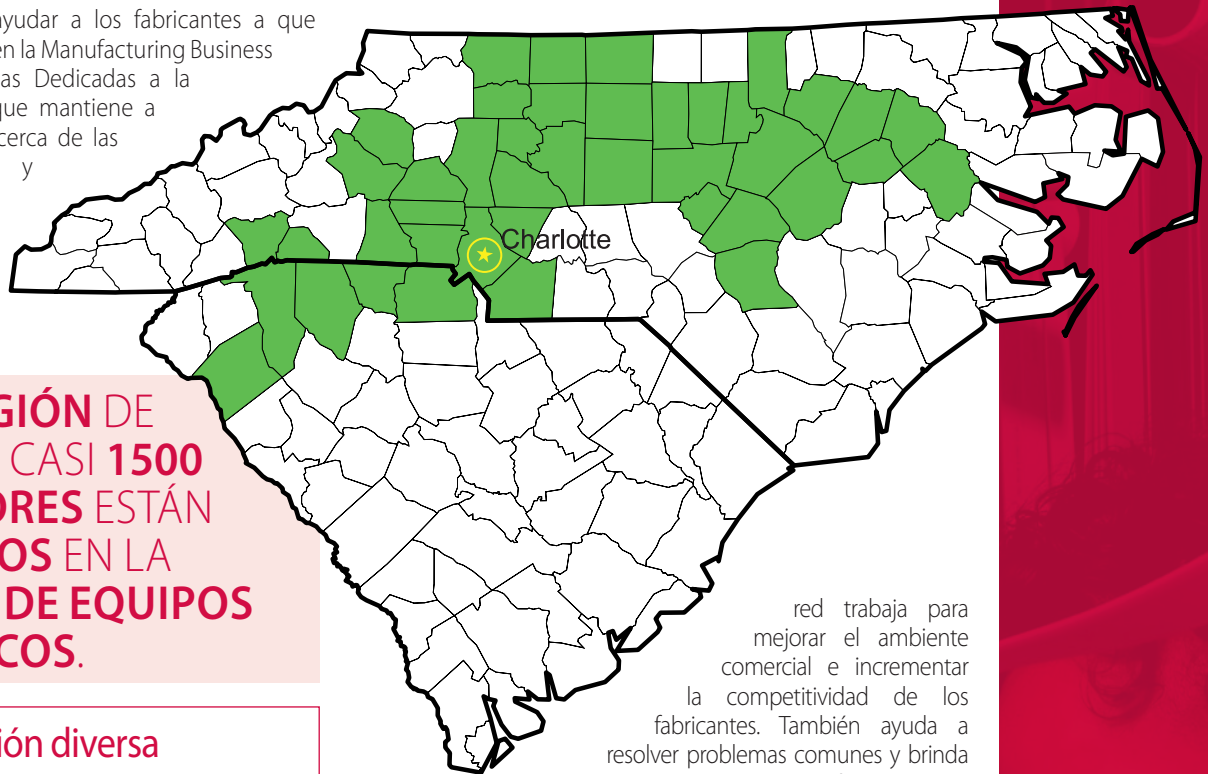 ayudar a los fabricantes a que
en la Manufacturing Business
as Dedicadas a la
que mantiene a
cerca de las
y
Charlotte
GIÓN DE
CASI 1500
ORES ESTÁN
OS EN LA
DE EQUIPOS
COS.
ión diversa
red trabaja para
mejorar el ambiente
comercial e incrementar
la competitividad de los
fabricantes. También ayuda a
resolver problemas comunes y brinda